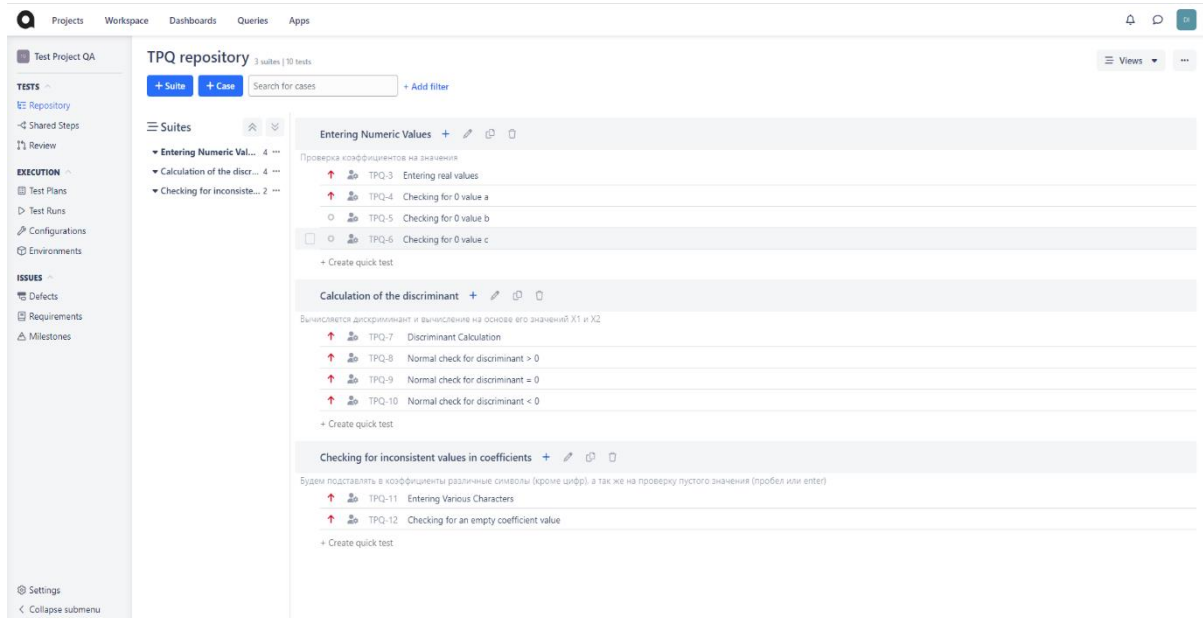 Projects Workspace Dashboards Queries Apps
DI
Test Project QA
TESTS
Repository
Shared Steps
Review
EXECUTION
Test Plans
Test Runs
Configurations
Environments
ISSUES
Defects
Requirements
Milestones
Settings
Collapse submenu
TPQ repository 3 suites | 10 tests
Views
+ Suite + Case Search for cases + Add filter
Suites
Entering Numeric Val... 4 ...
Calculation of the discr... 4 ...
Checking for inconsiste... 2 ...
Entering Numeric Values +
Проверка коэффициентов на значения
TPQ-3 Entering real values
TPQ-4 Checking for 0 value a
TPQ-5 Checking for 0 value b
TPQ-6 Checking for 0 value c
+ Create quick test
Calculation of the discriminant +
Вычисляется дискриминант и вычисление на основе его значений X1 и X2
TPQ-7 Discriminant Calculation
TPQ-8 Normal check for discriminant > 0
TPQ-9 Normal check for discriminant = 0
TPQ-10 Normal check for discriminant < 0
+ Create quick test
Checking for inconsistent values in coefficients +
Будем подставлять в коэффициенты различные символы (кроме цифр), а так же на проверку пустого значения (пробел или enter)
TPQ-11 Entering Various Characters
TPQ-12 Checking for an empty coefficient value
+ Create quick test